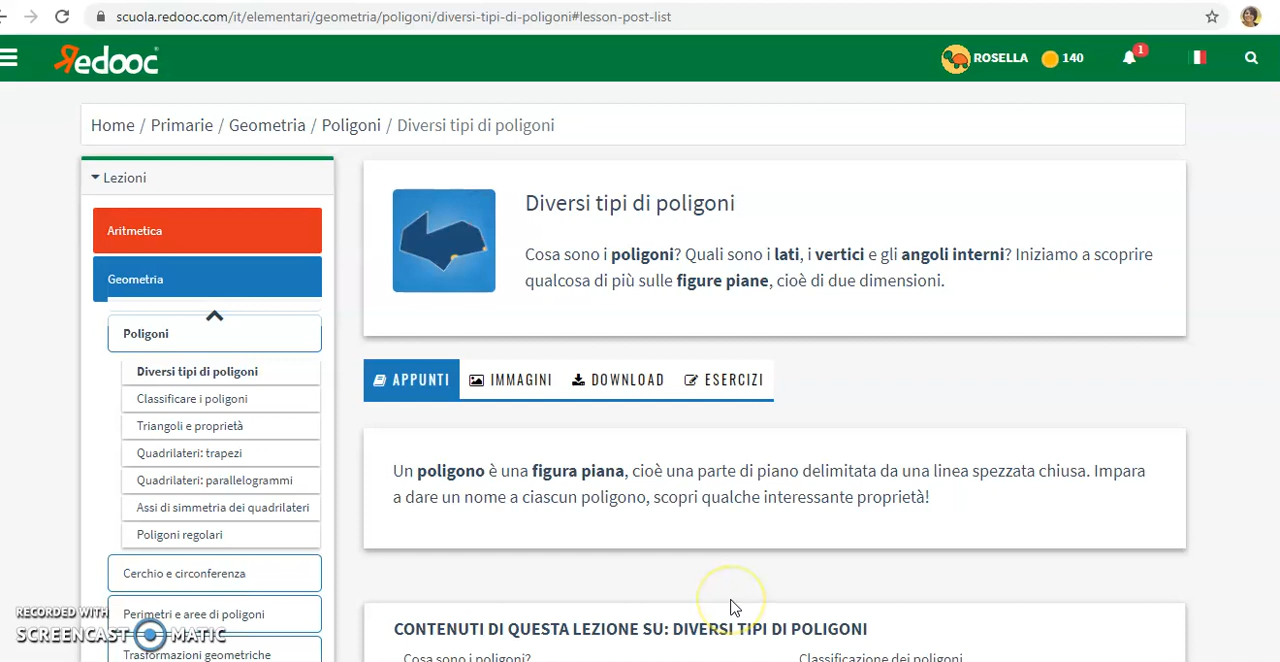 scuola.redooc.com/it/elementari/geometria/poligoni/diversi-tipi-di-poligoni#lesson-post-list
Redooc
ROSELLA
140
1
Home / Primarie / Geometria / Poligoni / Diversi tipi di poligoni
Lezioni
Aritmetica
Geometria
Poligoni
Diversi tipi di poligoni
Classificare i poligoni
Triangoli e proprietà
Quadrilateri: trapezi
Quadrilateri: parallelogrammi
Assi di simmetria dei quadrilateri
Poligoni regolari
Cerchio e circonferenza
Perimetri e aree di poligoni
Trasformazioni geometriche
Diversi tipi di poligoni
Cosa sono i poligoni? Quali sono i lati, i vertici e gli angoli interni? Iniziamo a scoprire
qualcosa di più sulle figure piane, cioè di due dimensioni.
APPUNTI
IMMAGINI
DOWNLOAD
ESERCIZI
Un poligono è una figura piana, cioè una parte di piano delimitata da una linea spezzata chiusa. Impara
a dare un nome a ciascun poligono, scopri qualche interessante proprietà!
CONTENUTI DI QUESTA LEZIONE SU: DIVERSI TIPI DI POLIGONI
Cosa sono i poligoni?
Classificazione dei poligoni
RECORDED WITH
SCREENCAST MATIC